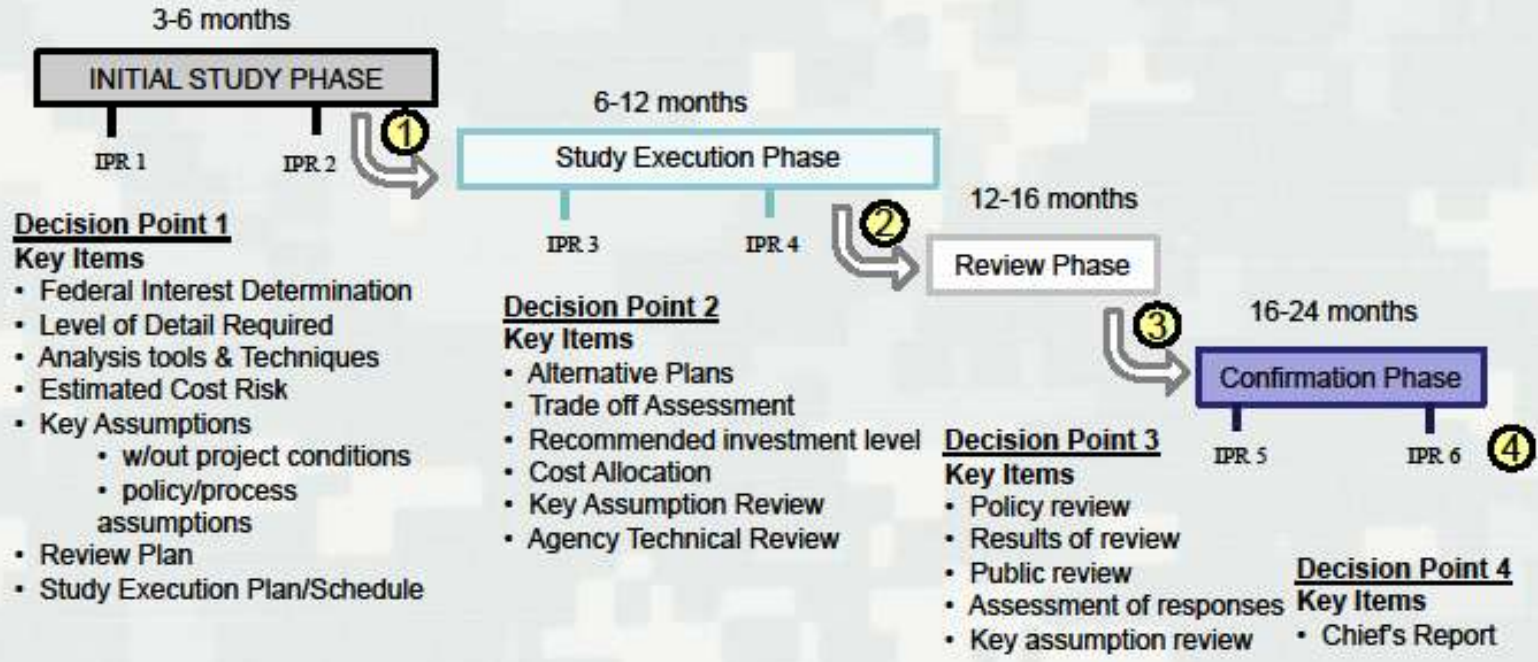 3-6 months
INITIAL STUDY PHASE
IPR 1
IPR 2
1
6-12 months
Study Execution Phase
IPR 3
IPR 4
2
12-16 months
Review Phase
3
16-24 months
Confirmation Phase
IPR 5
IPR 6
4
Decision Point 1
Key Items
• Federal Interest Determination
• Level of Detail Required
• Analysis tools & Techniques
• Estimated Cost Risk
• Key Assumptions
• w/out project conditions
• policy/process
assumptions
• Review Plan
• Study Execution Plan/Schedule
Decision Point 2
Key Items
• Alternative Plans
• Trade off Assessment
• Recommended investment level
• Cost Allocation
• Key Assumption Review
• Agency Technical Review
Decision Point 3
Key Items
• Policy review
• Results of review
• Public review
• Assessment of responses
• Key assumption review
Decision Point 4
Key Items
• Chief's Report